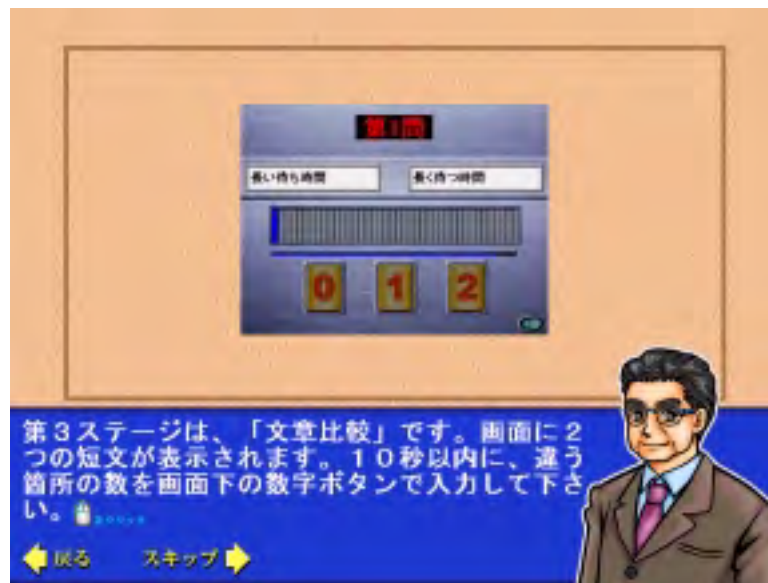 第1問
長い待ち時間
長く待つ時間
0 1 2
第3ステージは、「文章比較」です。画面に2
つの短文が表示されます。10秒以内に、違う
箇所の数を画面下の数字ボタンで入力して下さ
い。
戻る スキップ